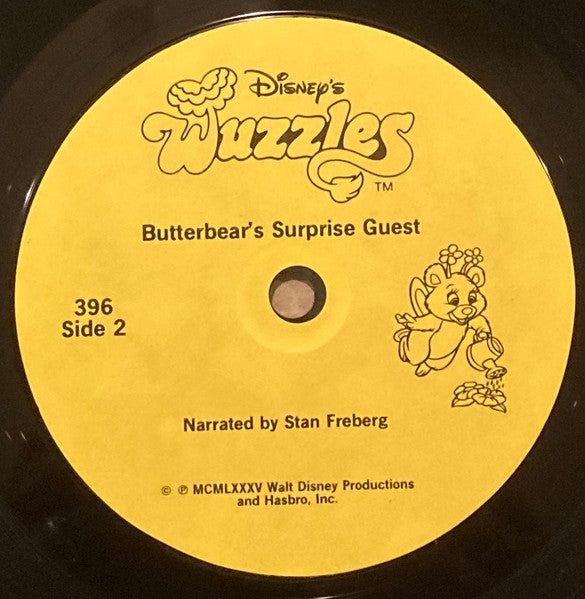 Disney's
Wuzzles
TM
Butterbear's Surprise Guest
396
Side 2
Narrated by Stan Freberg
© ℗ MCMLXXXV Walt Disney Productions
and Hasbro, Inc.